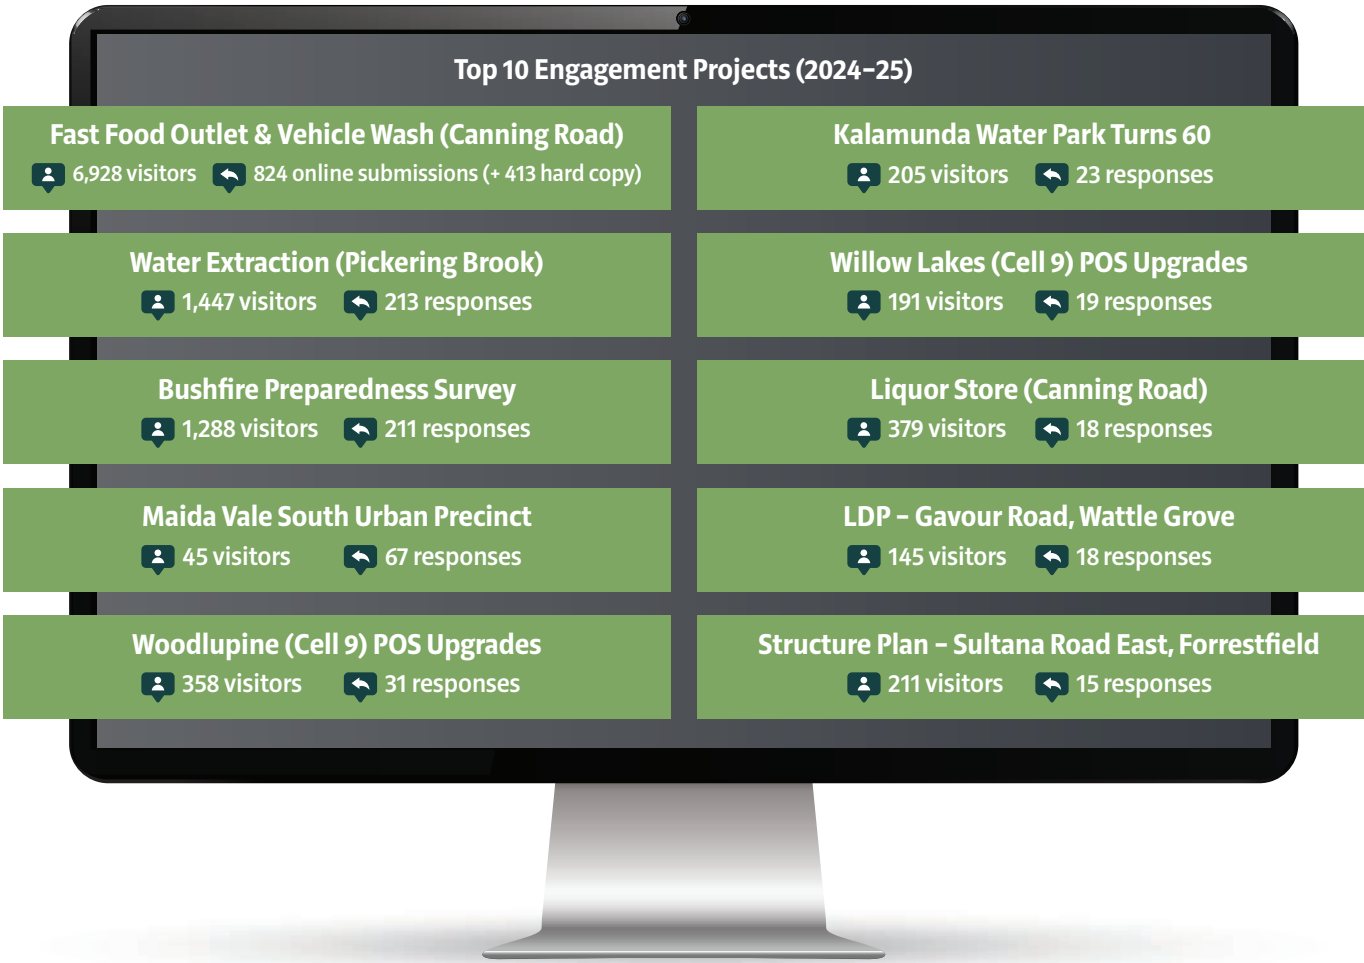 Top 10 Engagement Projects (2024–25)
Fast Food Outlet & Vehicle Wash (Canning Road)
6,928 visitors 824 online submissions (+ 413 hard copy)
Water Extraction (Pickering Brook)
1,447 visitors 213 responses
Bushfire Preparedness Survey
1,288 visitors 211 responses
Maida Vale South Urban Precinct
45 visitors 67 responses
Woodlupine (Cell 9) POS Upgrades
358 visitors 31 responses
Kalamunda Water Park Turns 60
205 visitors 23 responses
Willow Lakes (Cell 9) POS Upgrades
191 visitors 19 responses
Liquor Store (Canning Road)
379 visitors 18 responses
LDP – Gavour Road, Wattle Grove
145 visitors 18 responses
Structure Plan – Sultana Road East, Forrestfield
211 visitors 15 responses